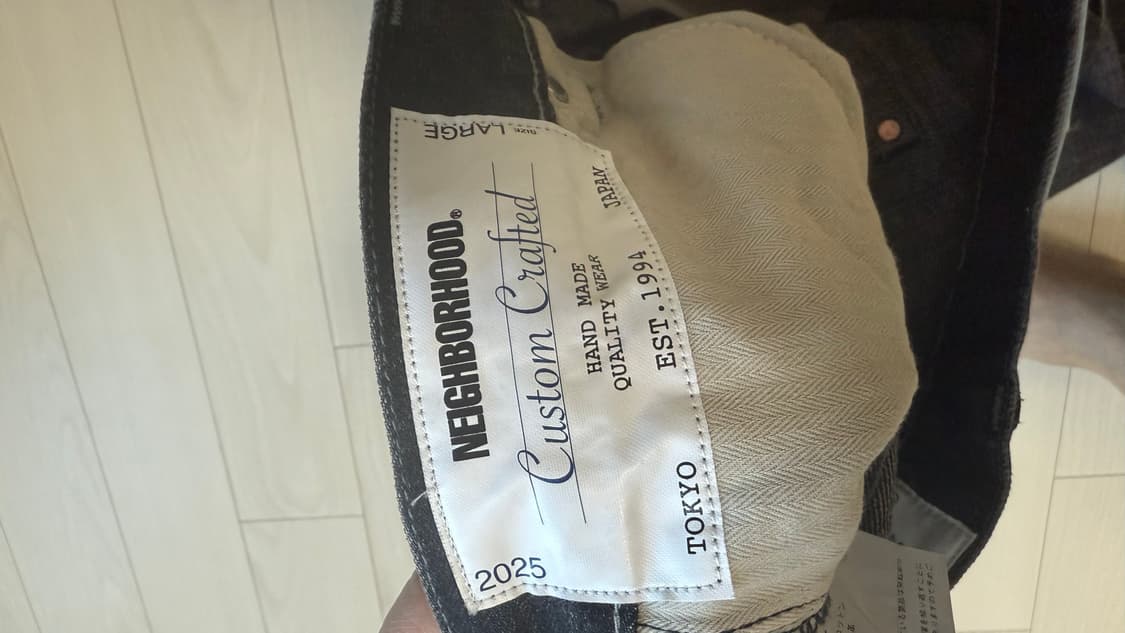 NEIGHBORHOOD®
Custom Crafted
HAND MADE
QUALITY WEAR
EST.1994
TOKYO
JAPAN
2025
SIZE LARGE